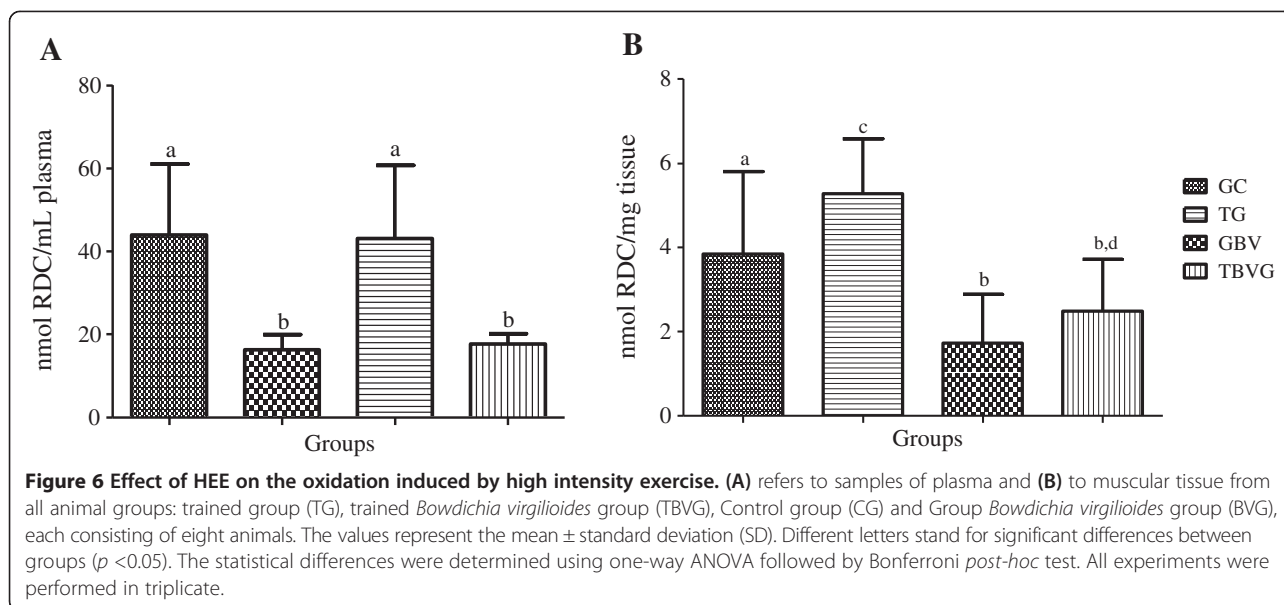 A
80
60
40
20
0
nmol RDC/mL plasma
a
b
a
b
Groups
B
8
6
4
2
0
nmol RDC/mg tissue
a
c
b
b,d
Groups
GC
TG
GBV
TBVG
Figure 6 Effect of HEE on the oxidation induced by high intensity exercise. (A) refers to samples of plasma and (B) to muscular tissue from
all animal groups: trained group (TG), trained Bowdichia virgilioides group (TBVG), Control group (CG) and Group Bowdichia virgilioides group (BVG),
each consisting of eight animals. The values represent the mean ± standard deviation (SD). Different letters stand for significant differences between
groups (p <0.05). The statistical differences were determined using one-way ANOVA followed by Bonferroni post-hoc test. All experiments were
performed in triplicate.